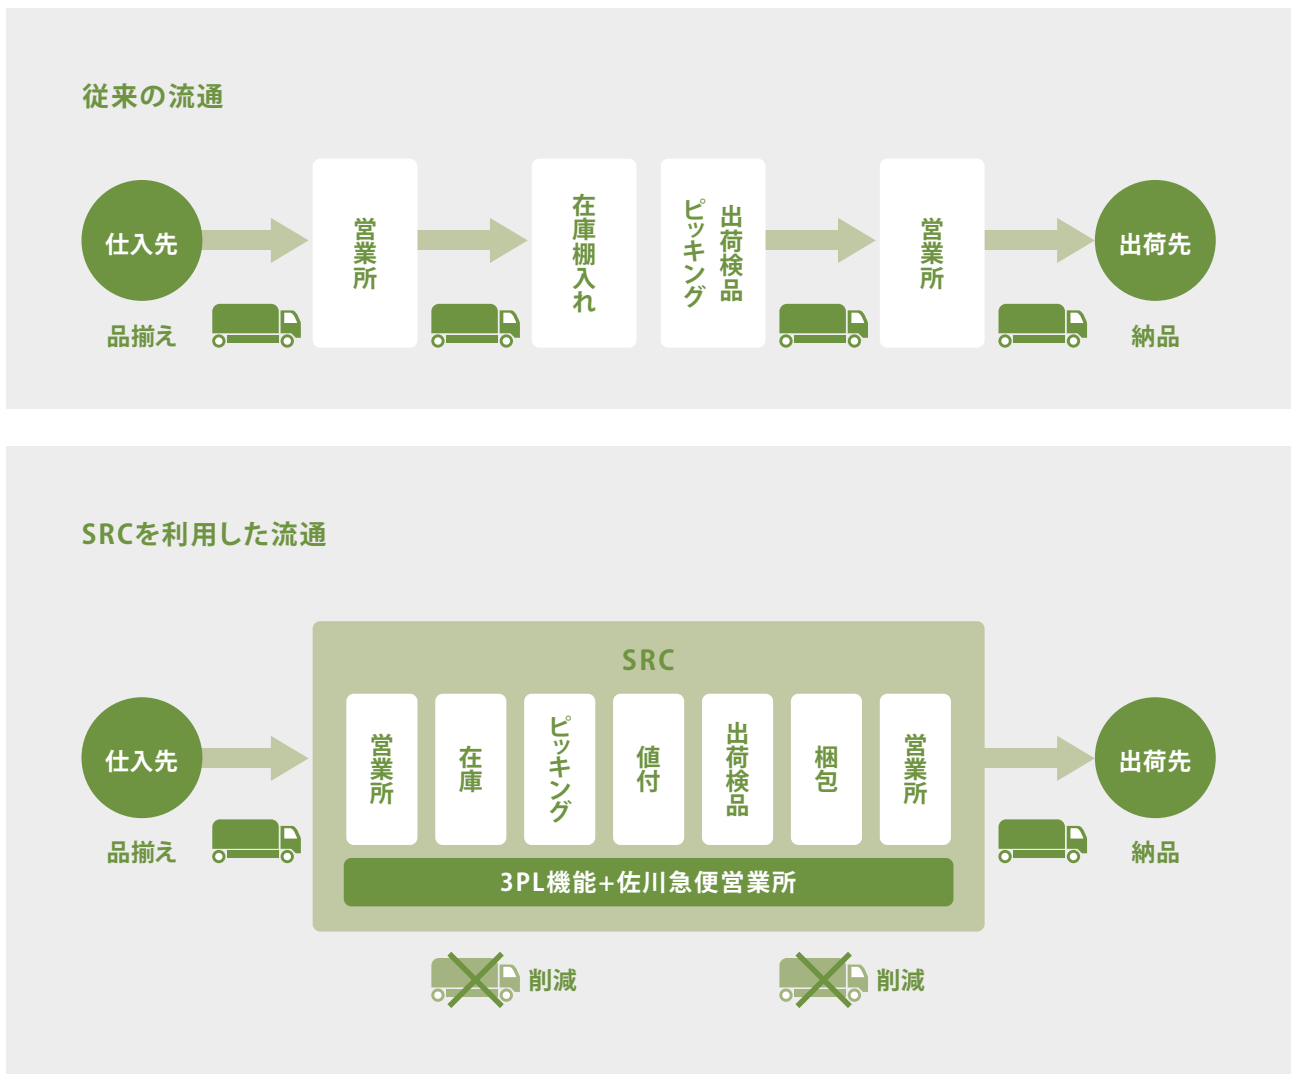 従来の流通
仕入先
品揃え
営業所
在庫棚入れ
出荷検品
ピッキング
営業所
出荷先
納品
SRCを利用した流通
SRC
仕入先
品揃え
営業所
在庫
ピッキング
値付
出荷検品
梱包
営業所
3PL機能+佐川急便営業所
出荷先
納品
削減
削減